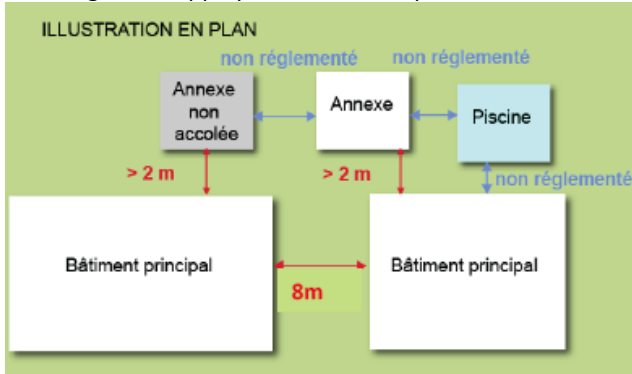 ILLUSTRATION EN PLAN
non réglementé
non réglementé
Annexe
non
accolée
Annexe
Piscine
> 2 m
> 2 m
non réglementé
Bâtiment principal
8m
Bâtiment principal